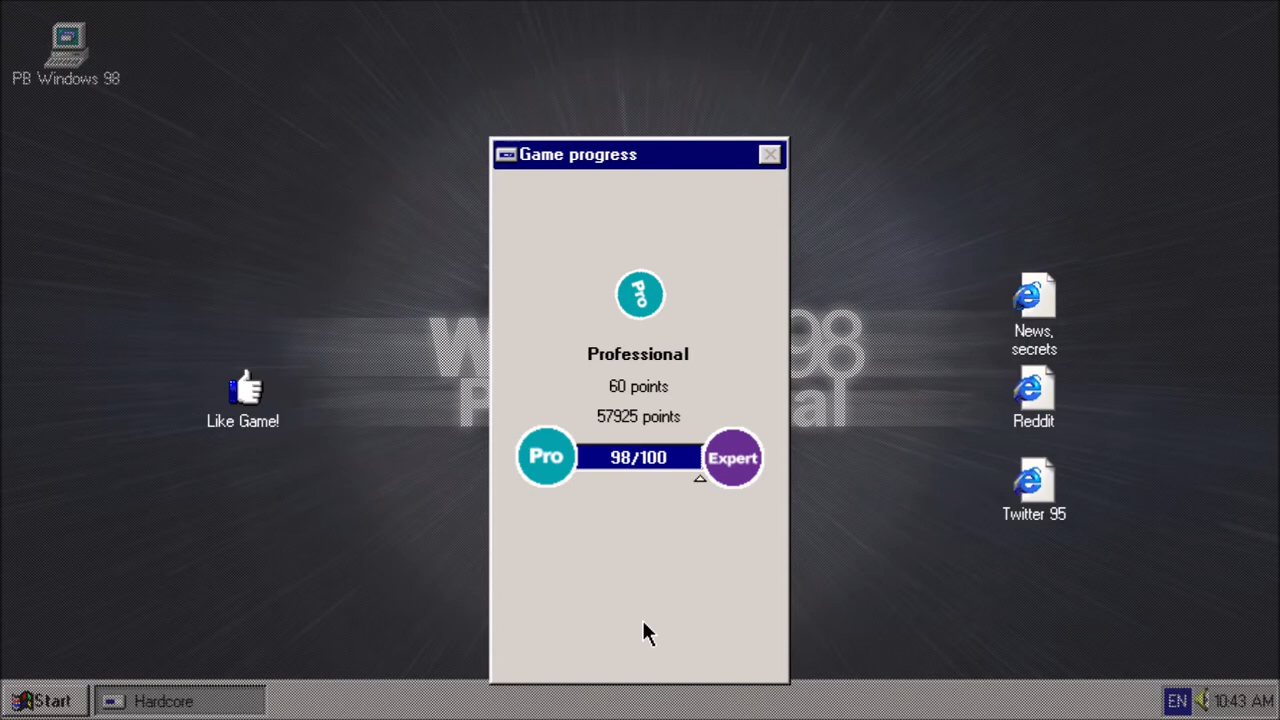 PB Windows 98
Game progress
Pro
Professional
60 points
57925 points
Pro
98/100
Expert
98
Like Game!
News,
secrets
Reddit
Twitter 95
Start
Hardcore
EN
10:43 AM